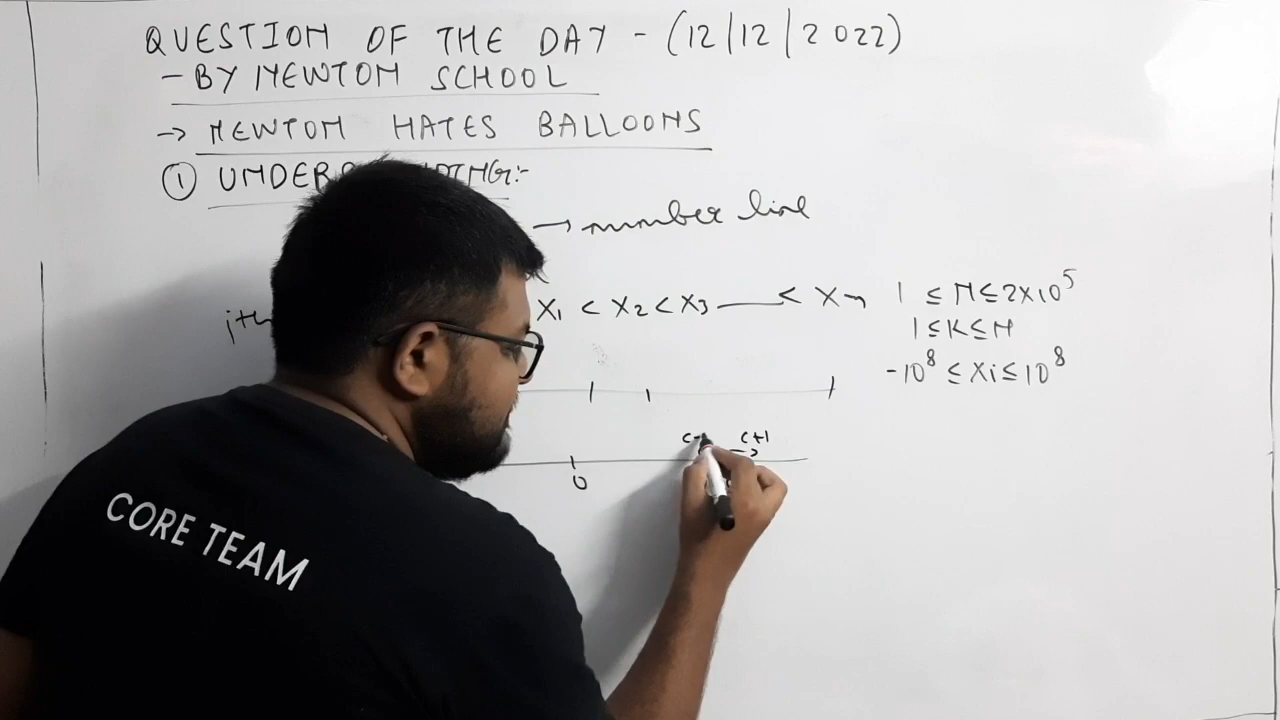 QUESTION OF THE DAY - (12/12/2022)
- BY NEWTON SCHOOL
→ NEWTON HATES BALLOONS
① UNDER
→ number line
ith
X1 < X2 < X3 —— < Xn
1 ≤ N ≤ 2x10^5
1 ≤ K ≤ N
-10^8 ≤ Xi ≤ 10^8
c+1
0
CORE TEAM